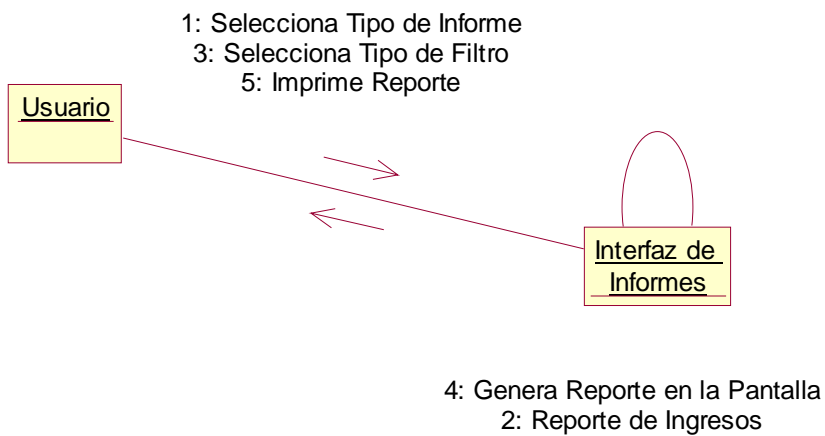 1: Selecciona Tipo de Informe
3: Selecciona Tipo de Filtro
5: Imprime Reporte
Usuario
Interfaz de
Informes
4: Genera Reporte en la Pantalla
2: Reporte de Ingresos